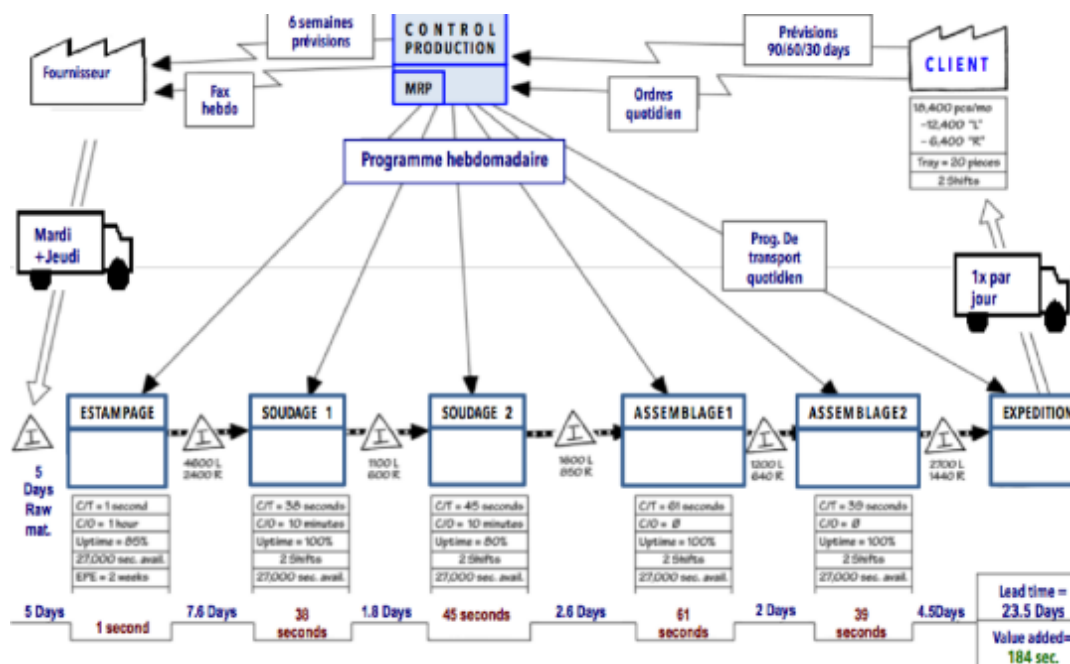 6 semaines
prévisions
CONTROL
PRODUCTION
MRP
Prévisions
90/60/30 days
CLIENT
Fournisseur
Fax
hebdo
Ordres
quotidien
18,400 pcs/mo
-12,400 "L"
- 6,400 "R"
Tray = 20 pieces
2 Shifts
Programme hebdomadaire
Mardi
+Jeudi
Prog. De
transport
quotidien
1x par
jour
ESTAMPAGE
SOUDAGE 1
SOUDAGE 2
ASSEMBLAGE1
ASSEMBLAGE2
EXPEDITION
I
I
I
I
I
I
5
Days
Raw
mat.
4600 L
2400 R
1100 L
600 R
1600 L
850 R
1200 L
640 R
2700 L
1440 R
C/T = 1 second
C/O = 1 hour
Uptime = 85%
27,000 sec. avail.
EPE = 2 weeks
C/T = 38 seconds
C/O = 10 minutes
Uptime = 100%
2 Shifts
27,000 sec. avail.
C/T = 45 seconds
C/O = 10 minutes
Uptime = 80%
2 Shifts
27,000 sec. avail.
C/T = 61 seconds
C/O = Ø
Uptime = 100%
2 Shifts
27,000 sec. avail.
C/T = 39 seconds
C/O = Ø
Uptime = 100%
2 Shifts
27,000 sec. avail.
5 Days
1 second
7.6 Days
38
seconds
1.8 Days
45 seconds
2.6 Days
61
seconds
2 Days
39
seconds
4.5Days
Lead time =
23.5 Days
Value added=
184 sec.